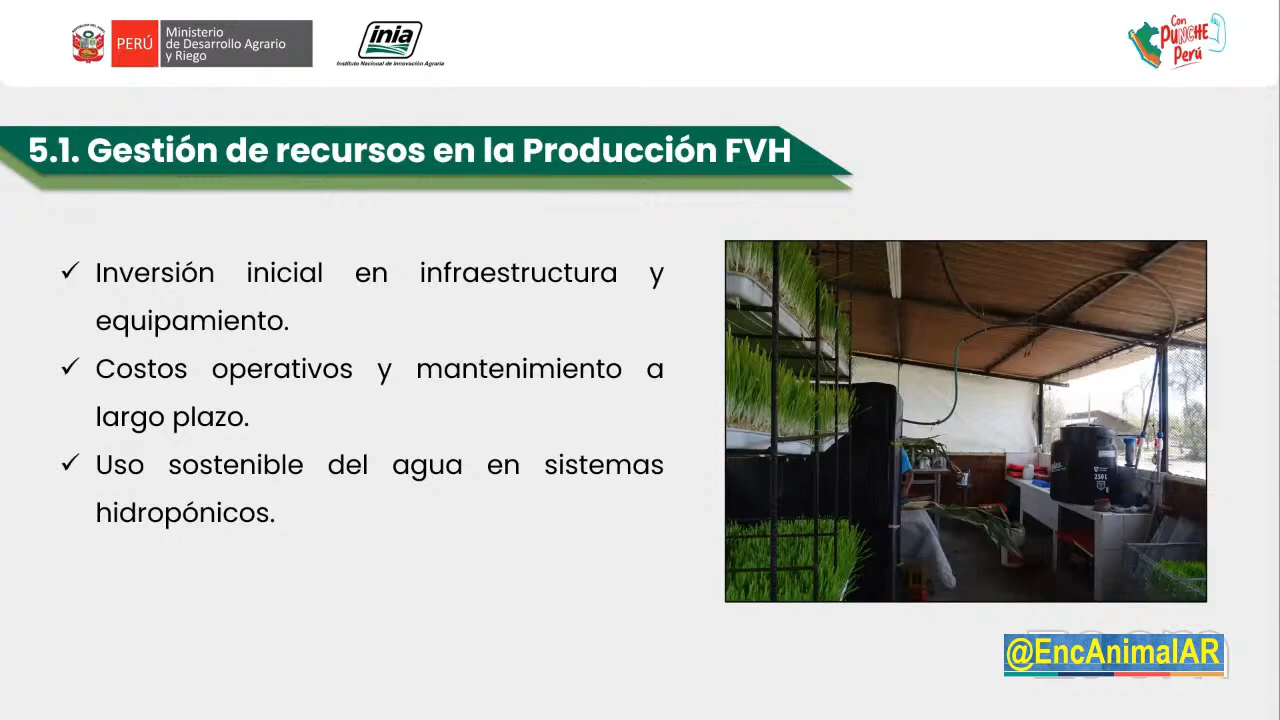 PERÚ
Ministerio
de Desarrollo Agrario
y Riego
inia
Instituto Nacional de Innovación Agraria
Con
PUNCHE
Perú
5.1. Gestión de recursos en la Producción FVH
✓ Inversión inicial en infraestructura y
equipamiento.
✓ Costos operativos y mantenimiento a
largo plazo.
✓ Uso sostenible del agua en sistemas
hidropónicos.
250 L
@EncAnimalAR